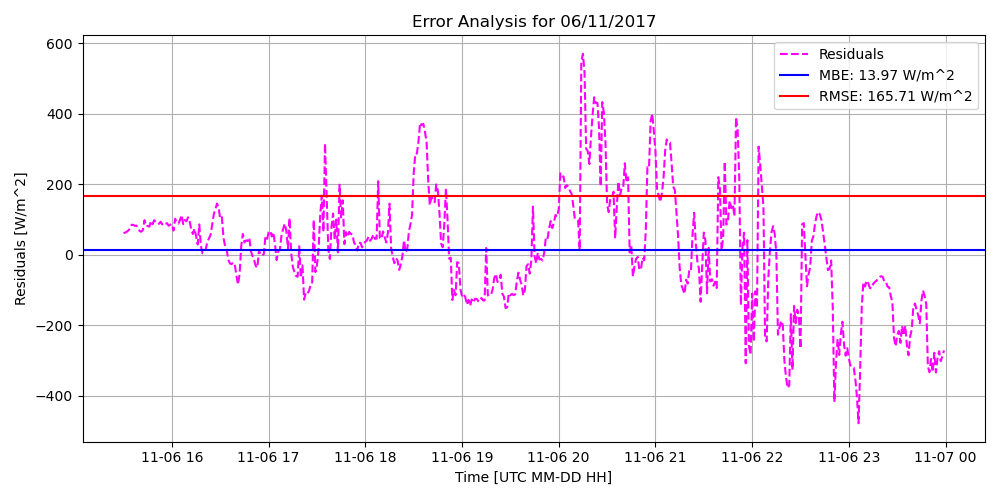 Error Analysis for 06/11/2017
Residuals [W/m^2]
600
400
200
0
−200
−400
Residuals
MBE: 13.97 W/m^2
RMSE: 165.71 W/m^2
11-06 16 11-06 17 11-06 18 11-06 19 11-06 20 11-06 21 11-06 22 11-06 23 11-07 00
Time [UTC MM-DD HH]